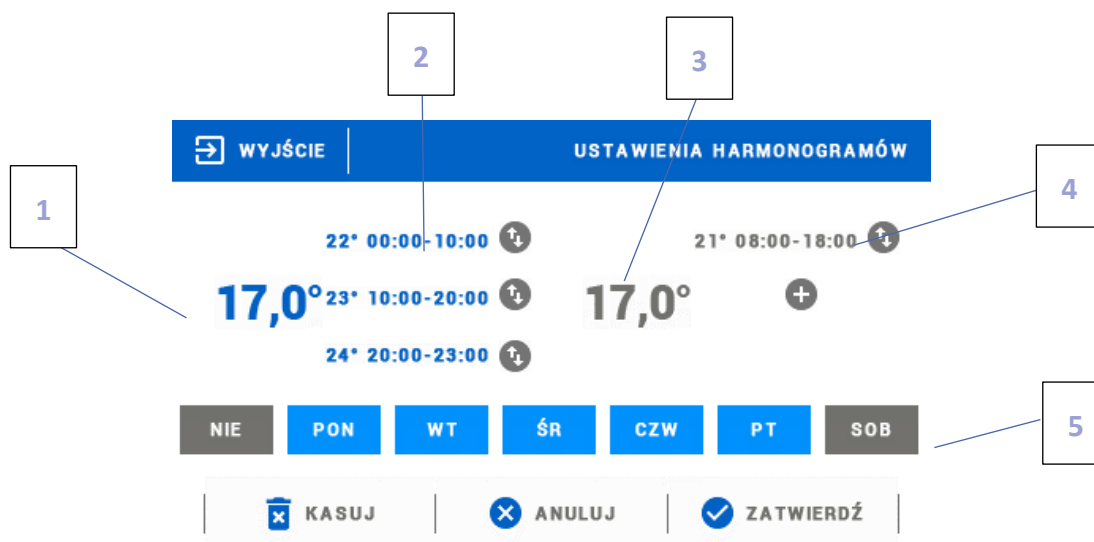 2
3
WYJŚCIE
USTAWIENIA HARMONOGRAMÓW
1
4
22° 00:00-10:00
21° 08:00-18:00
17,0°
23° 10:00-20:00
17,0°
24° 20:00-23:00
NIE PON WT ŚR CZW PT SOB
5
KASUJ ANULUJ ZATWIERDŹ